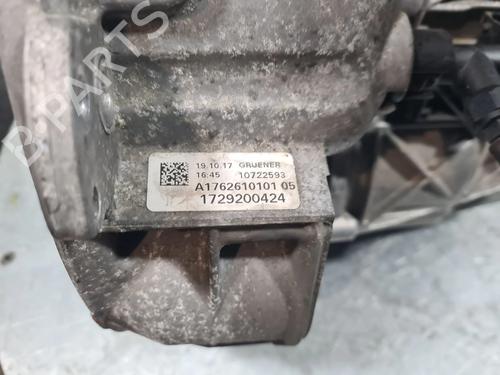 B-PARTS
19.10.17 GRUENER
16:45 10722593
A1762610101 05
1729200424